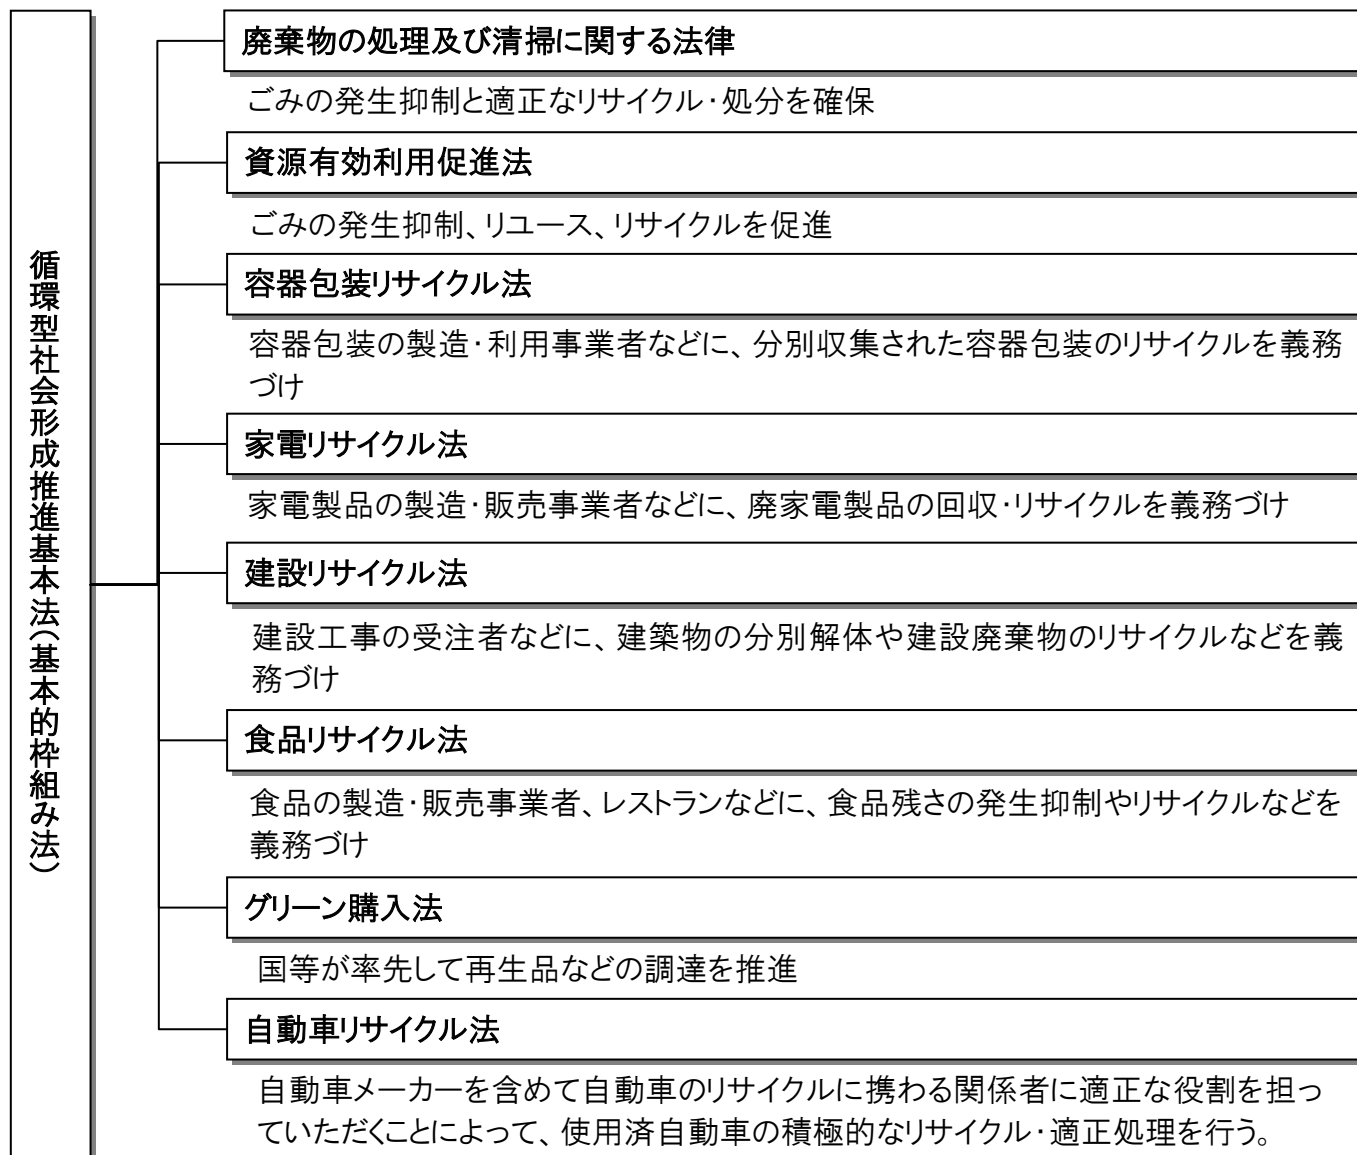 循環型社会形成推進基本法（基本的枠組み法）
廃棄物の処理及び清掃に関する法律
ごみの発生抑制と適正なリサイクル・処分を確保
資源有効利用促進法
ごみの発生抑制、リユース、リサイクルを促進
容器包装リサイクル法
容器包装の製造・利用事業者などに、分別収集された容器包装のリサイクルを義務
づけ
家電リサイクル法
家電製品の製造・販売事業者などに、廃家電製品の回収・リサイクルを義務づけ
建設リサイクル法
建設工事の受注者などに、建築物の分別解体や建設廃棄物のリサイクルなどを義
務づけ
食品リサイクル法
食品の製造・販売事業者、レストランなどに、食品残さの発生抑制やリサイクルなどを
義務づけ
グリーン購入法
国等が率先して再生品などの調達を推進
自動車リサイクル法
自動車メーカーを含めて自動車のリサイクルに携わる関係者に適正な役割を担っ
ていただくことによって、使用済自動車の積極的なリサイクル・適正処理を行う。